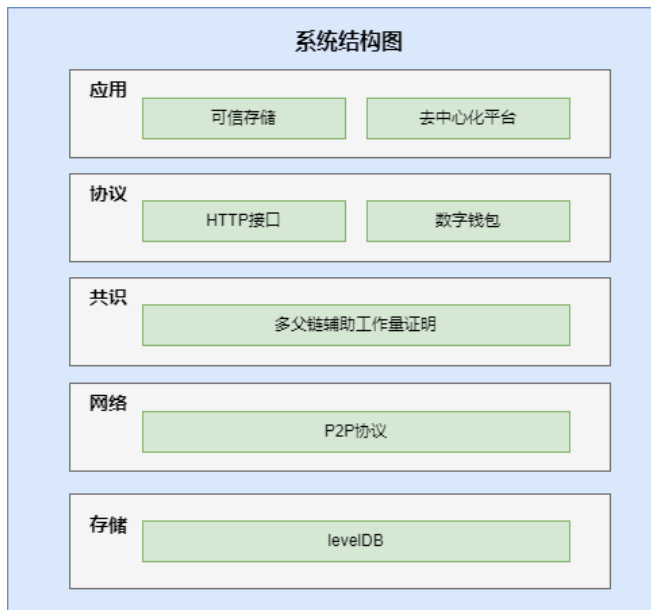 系统结构图
应用
可信存储
去中心化平台
协议
HTTP接口
数字钱包
共识
多父链辅助工作量证明
网络
P2P协议
存储
levelDB